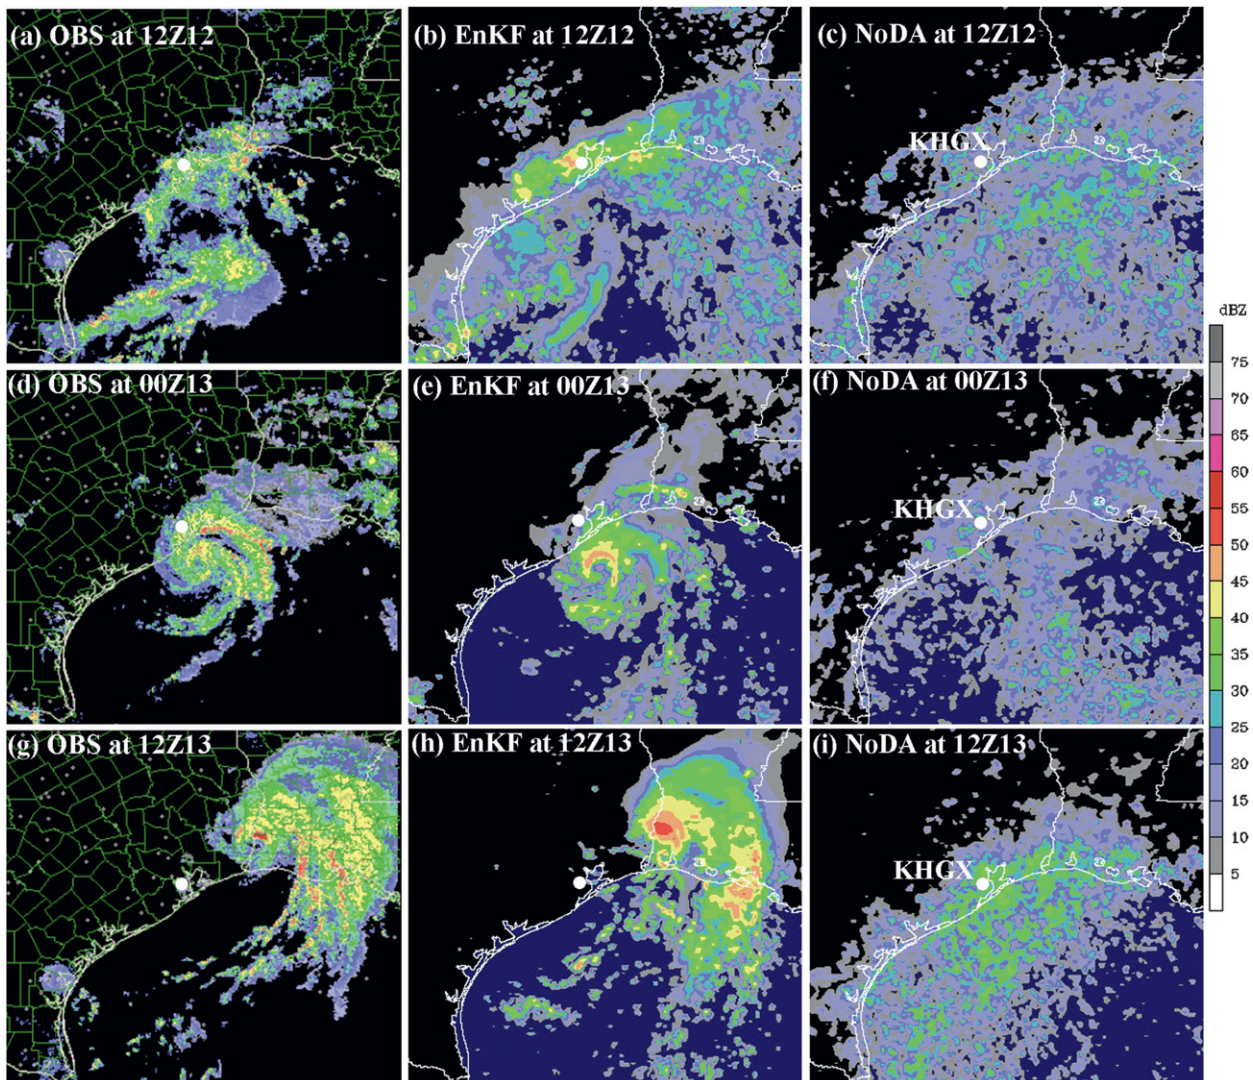 (a) OBS at 12Z12
(b) EnKF at 12Z12
(c) NoDA at 12Z12
KHGX
(d) OBS at 00Z13
(e) EnKF at 00Z13
(f) NoDA at 00Z13
KHGX
(g) OBS at 12Z13
(h) EnKF at 12Z13
(i) NoDA at 12Z13
KHGX
dBZ
75
70
65
60
55
50
45
40
35
30
25
20
15
10
5